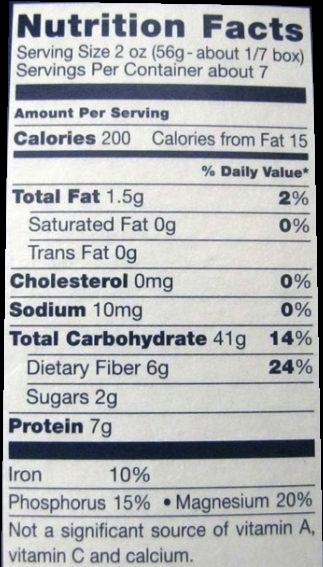 Nutrition Facts
Serving Size 2 oz (56g - about 1/7 box)
Servings Per Container about 7
Amount Per Serving
Calories 200 Calories from Fat 15
% Daily Value*
Total Fat 1.5g 2%
Saturated Fat 0g 0%
Trans Fat 0g
Cholesterol 0mg 0%
Sodium 10mg 0%
Total Carbohydrate 41g 14%
Dietary Fiber 6g 24%
Sugars 2g
Protein 7g
Iron 10%
Phosphorus 15% • Magnesium 20%
Not a significant source of vitamin A,
vitamin C and calcium.